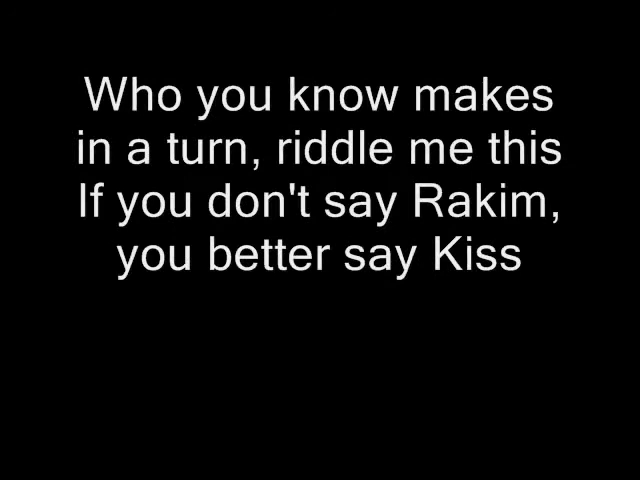 Who you know makes
in a turn, riddle me this
If you don't say Rakim,
you better say Kiss